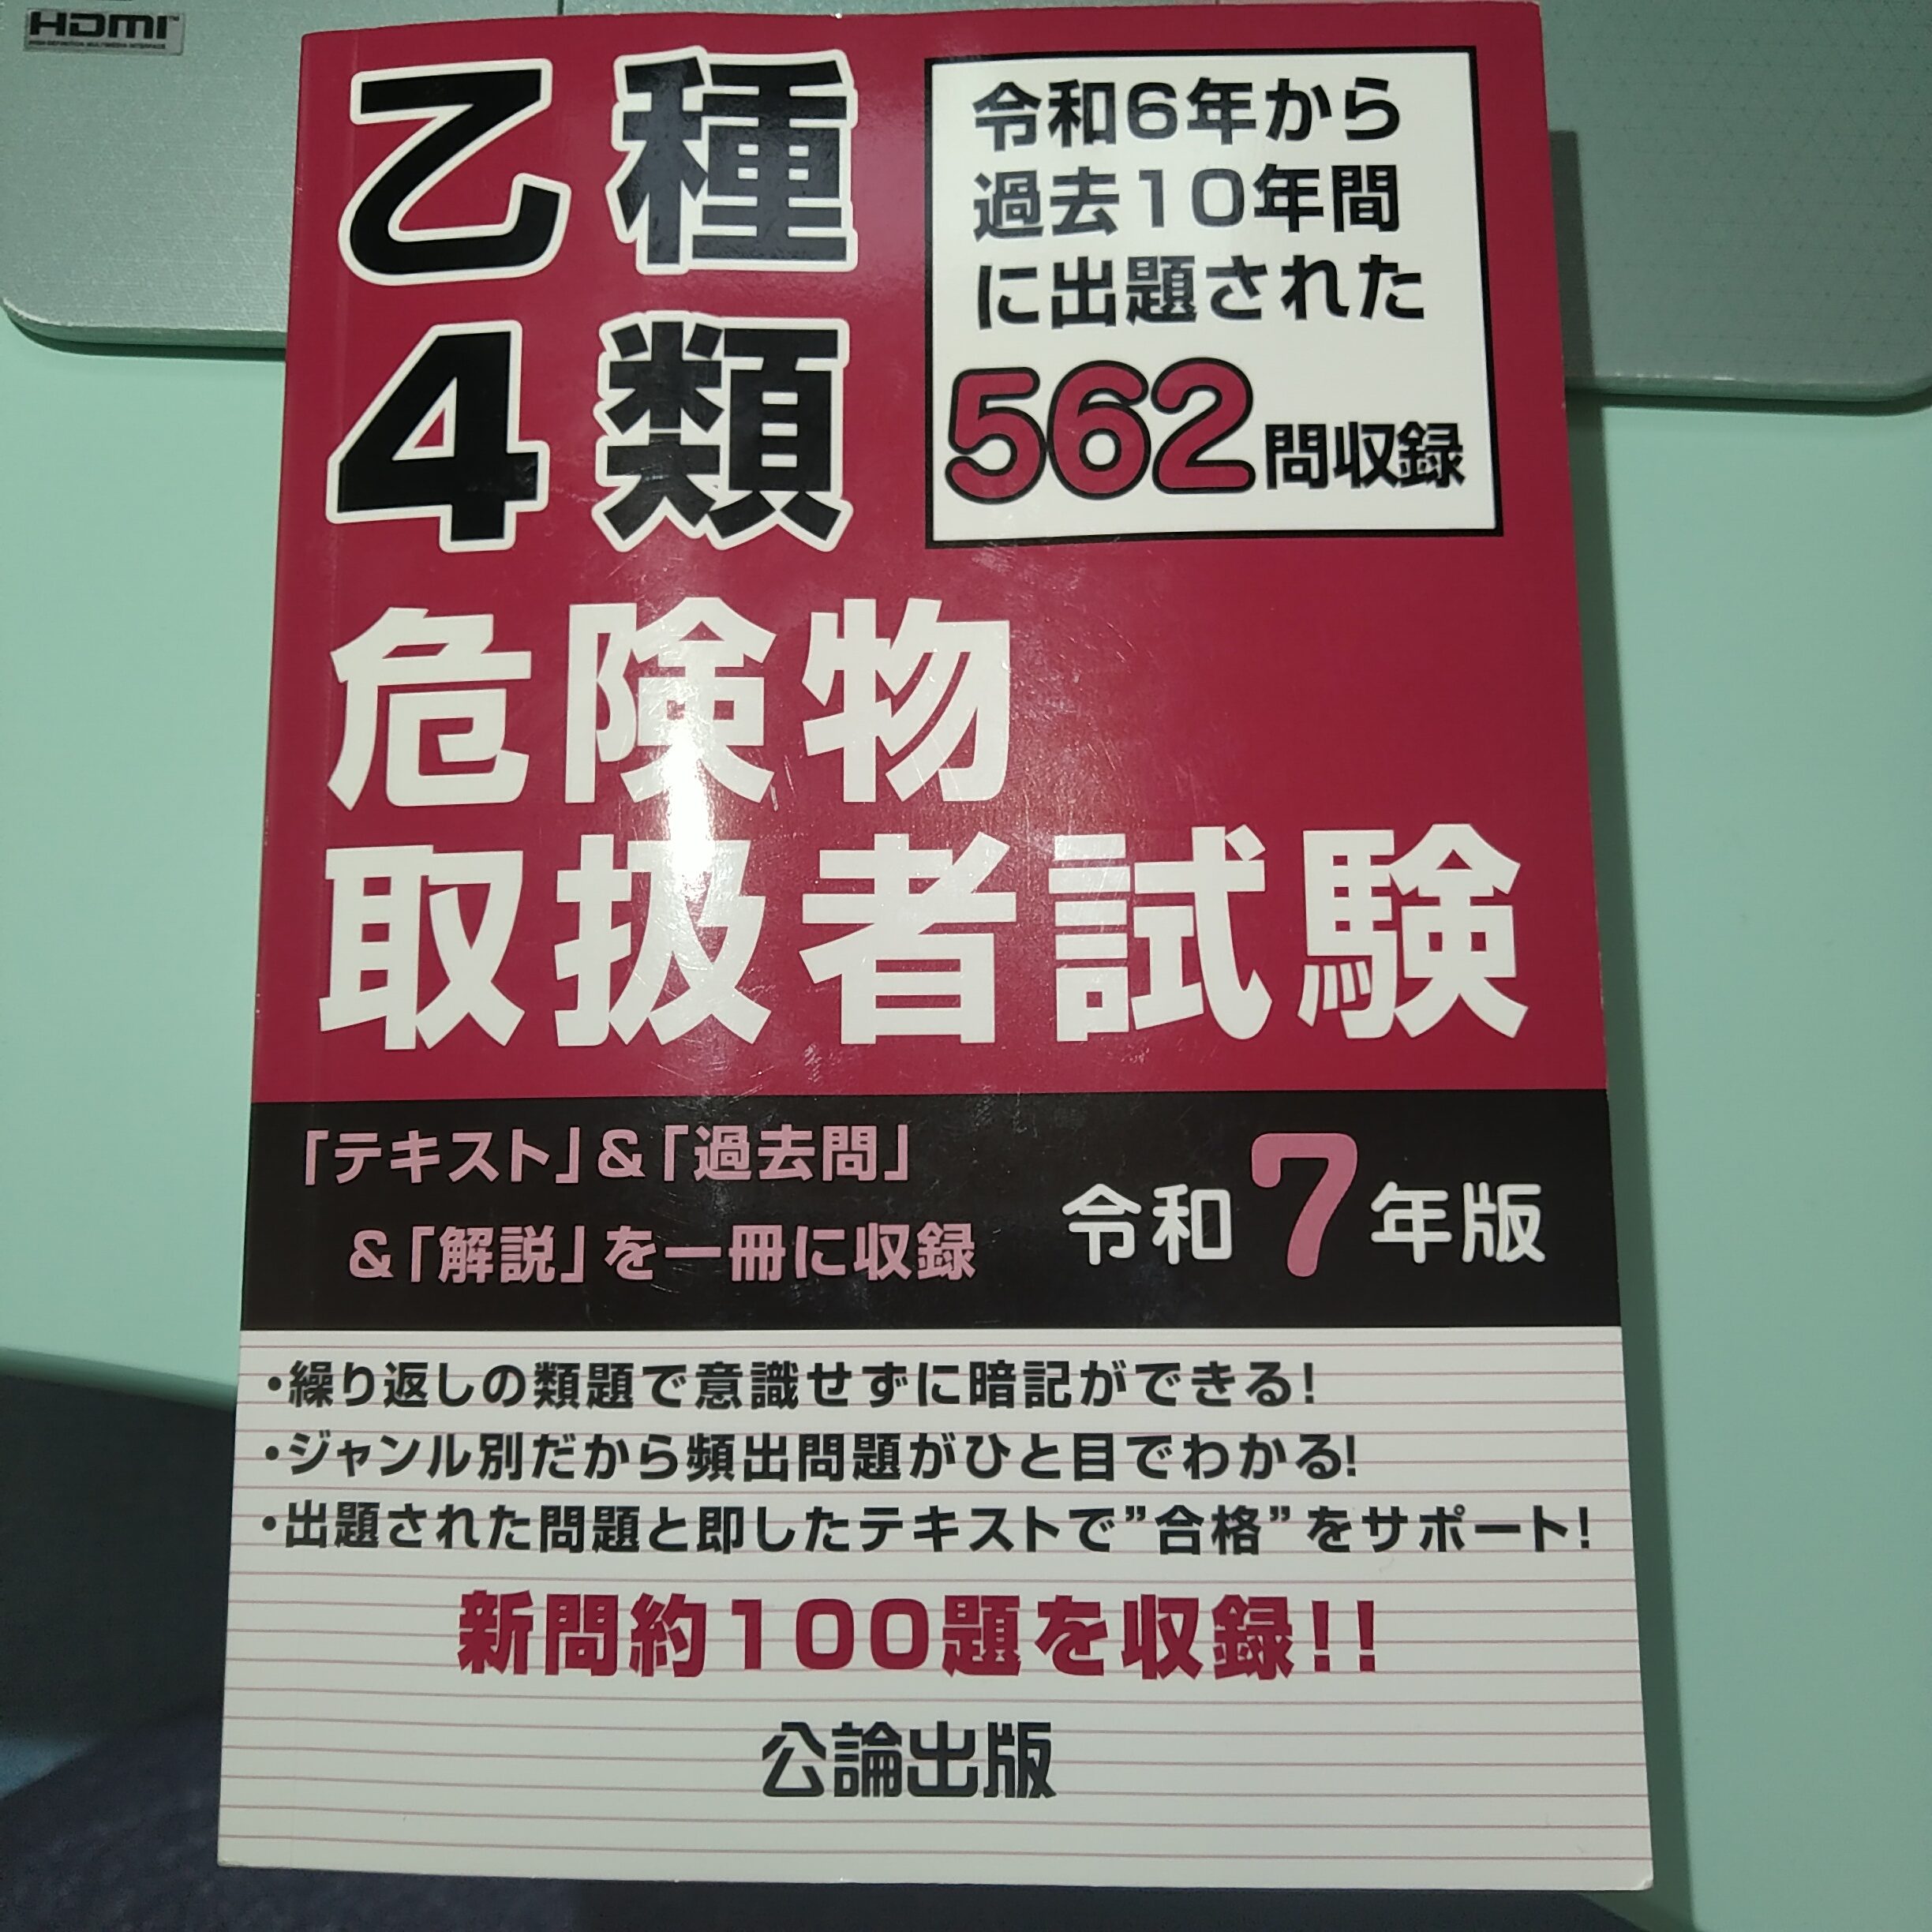 HDMI
HIGH-DEFINITION MULTIMEDIA INTERFACE
乙種
4類
令和6年から
過去10年間
に出題された
562問収録
危険物
取扱者試験
「テキスト」&「過去問」
&「解説」を一冊に収録
令和7年版
・繰り返しの類題で意識せずに暗記ができる!
・ジャンル別だから頻出問題がひと目でわかる!
・出題された問題と即したテキストで”合格”をサポート!
新問約100題を収録!!
公論出版